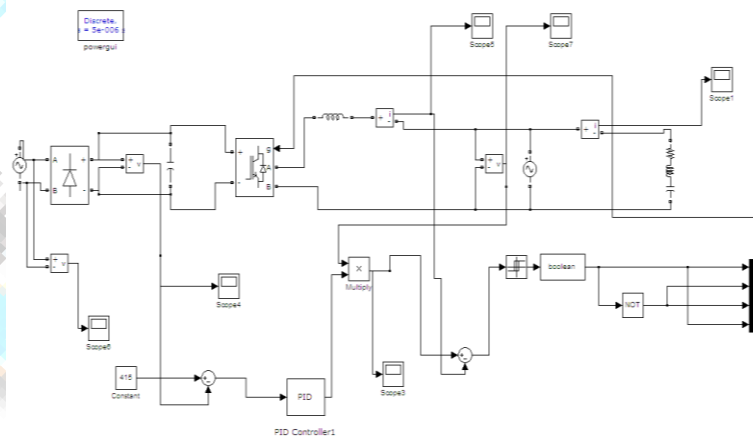 Discrete,
s = 5e-006
powergui
Scope5
Scope7
Scope1
A
B
+
-
+
-
v
+
-
g
A
B
+
-
i
+
-
v
+
-
i
+
-
v
Scope6
Scope4
X
Multiply
boolean
NOT
Scope3
415
Constant
PID
PID Controller1